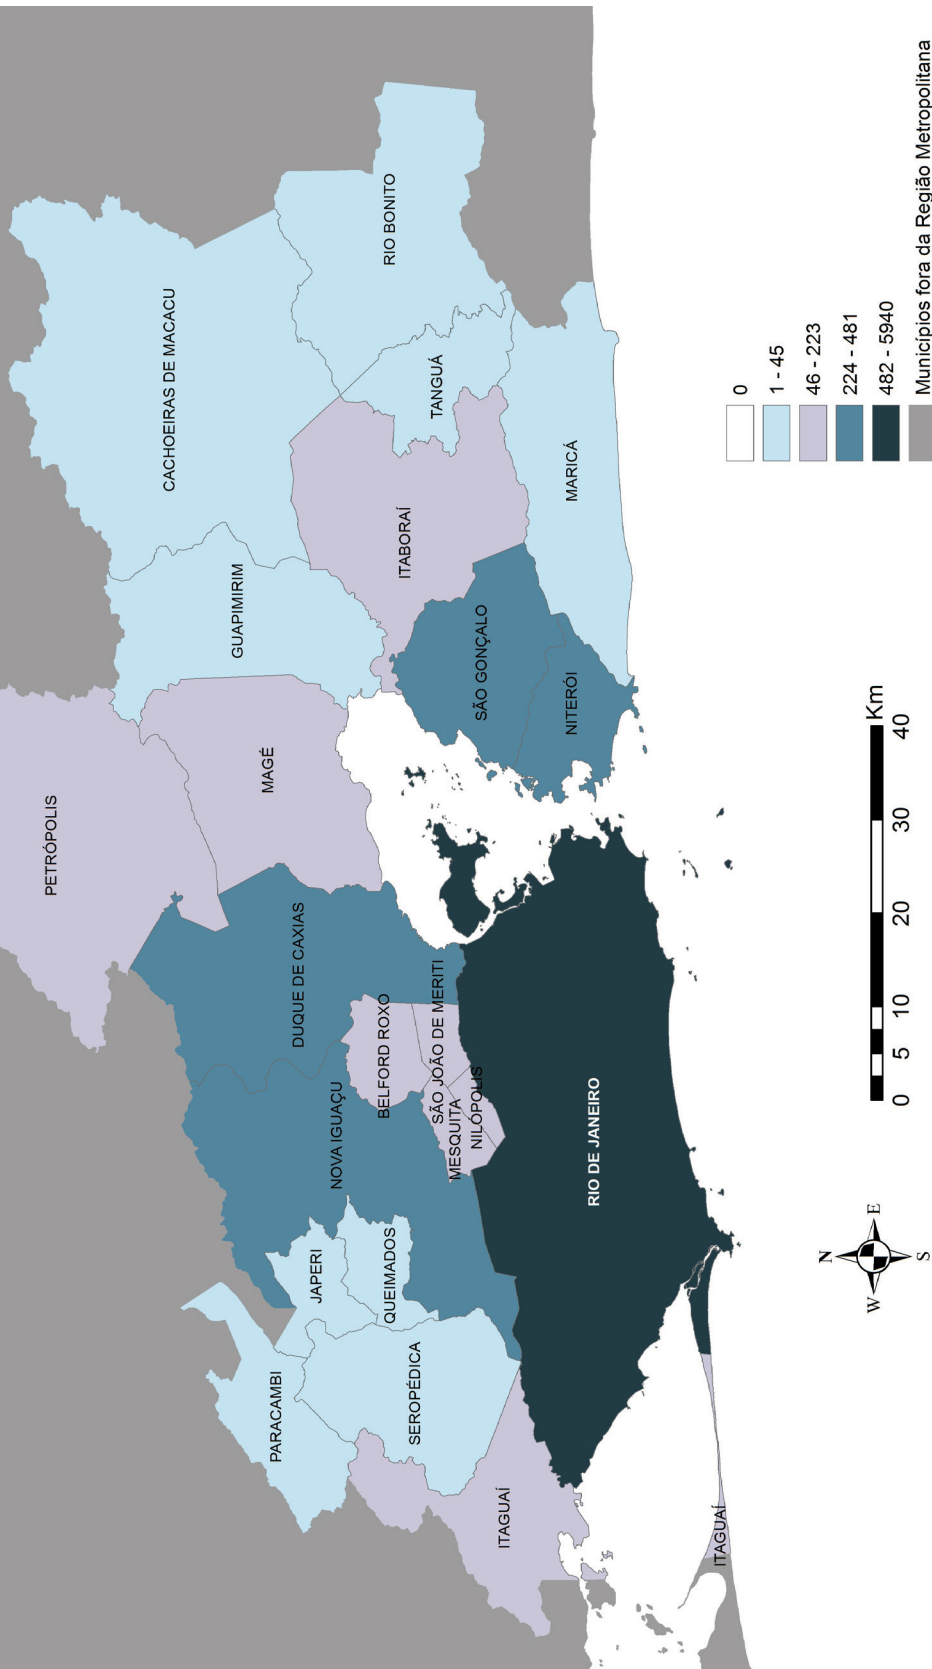 PETRÓPOLIS
CACHOEIRAS DE MACACU
GUAPIMIRIM
MAGÉ
RIO BONITO
TANGUÁ
ITABORAÍ
MARICÁ
SÃO GONÇALO
NITERÓI
DUQUE DE CAXIAS
NOVA IGUAÇU
BELFORD ROXO
SÃO JOÃO DE MERITI
MESQUITA
NILÓPOLIS
JAPERI
QUEIMADOS
PARACAMBI
SEROPÉDICA
ITAGUAÍ
RIO DE JANEIRO
ITAGUAÍ
N
W
E
S
0 5 10 20 30 40
Km
0
1 - 45
46 - 223
224 - 481
482 - 5940
Municípios fora da Região Metropolitana